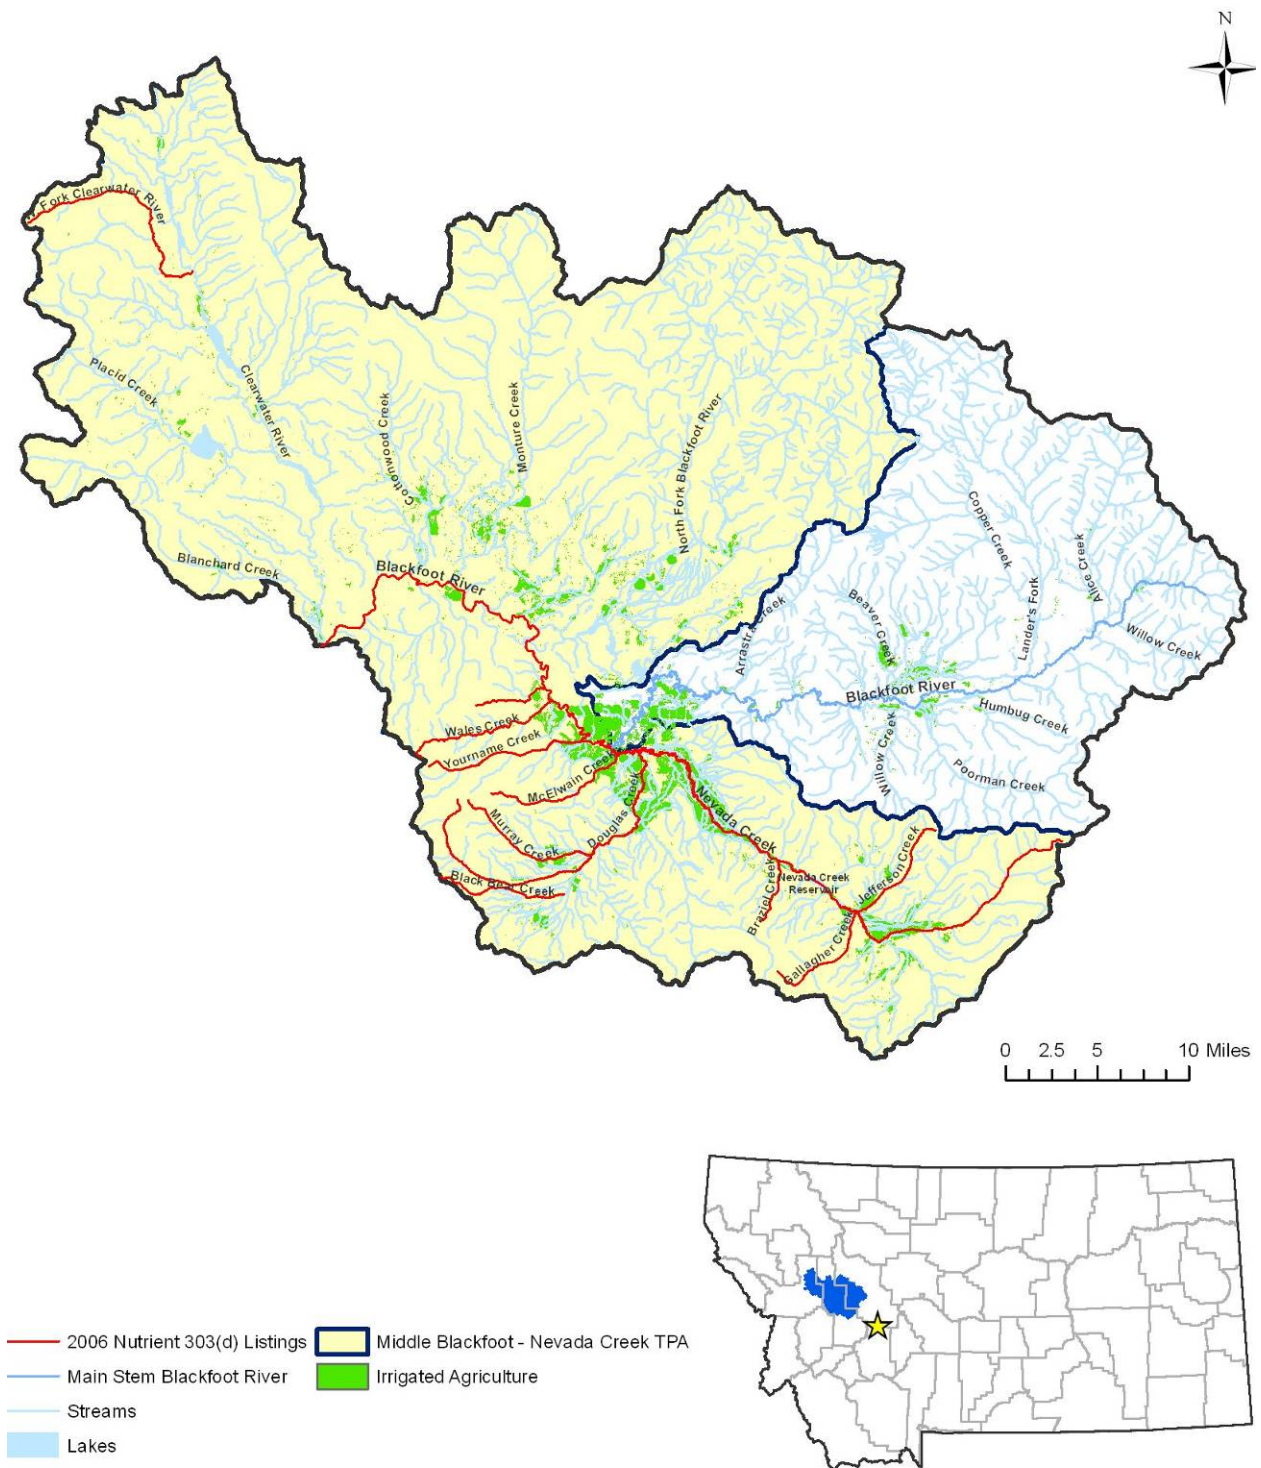 N
Fork Clearwater River
Placid Creek
Clearwater River
Cottonwood Creek
Monture Creek
North Fork Blackfoot River
Copper Creek
Alice Creek
Lander's Fork
Beaver Creek
Arrastra Creek
Willow Creek
Blanchard Creek
Blackfoot River
Blackfoot River
Humbug Creek
Willow Creek
Poorman Creek
Wales Creek
Yourname Creek
McElwain Creek
Douglas Creek
Murray Creek
Black Bear Creek
Nevada Creek
Nevada Creek
Reservoir
Jefferson Creek
Braziel Creek
Gallagher Creek
0 2.5 5 10 Miles
2006 Nutrient 303(d) Listings
Middle Blackfoot - Nevada Creek TPA
Main Stem Blackfoot River
Irrigated Agriculture
Streams
Lakes